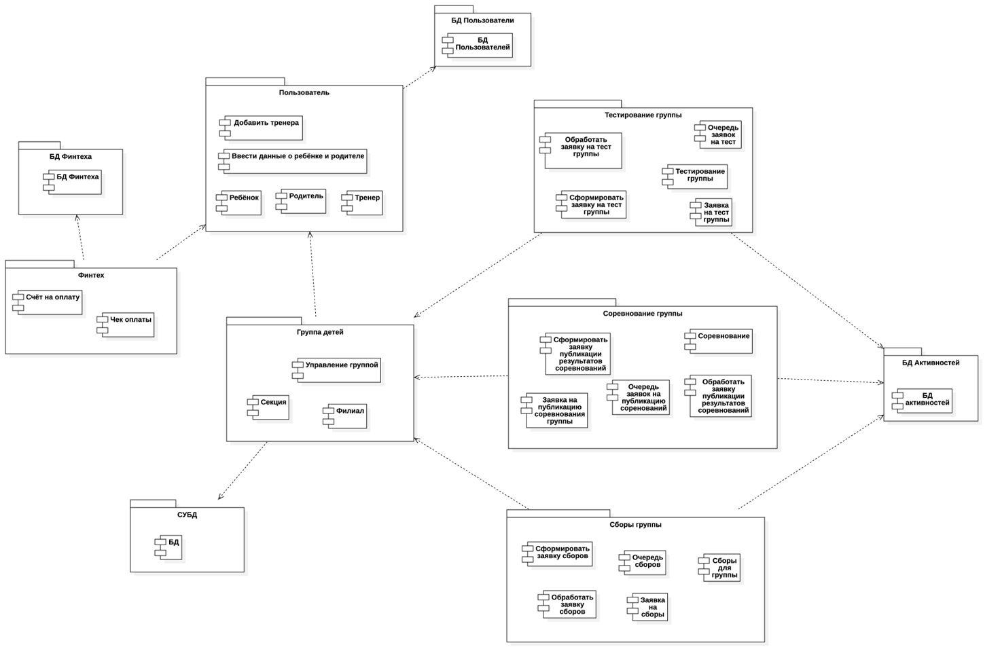 БД Пользователи
БД
Пользователей
Пользователь
Добавить тренера
Ввести данные о ребёнке и родителе
Ребёнок
Родитель
Тренер
Тестирование группы
Обработать
заявку на тест
группы
Очередь
заявок
на тест
Тестирование
группы
Сформировать
заявку на тест
группы
Заявка
на тест
группы
БД Финтеха
БД Финтеха
Финтех
Счёт на оплату
Чек оплаты
Группа детей
Управление группой
Секция
Филиал
Соревнование группы
Сформировать
заявку
публикации
результатов
соревнований
Соревнование
Очередь
заявок на
публикацию
соренований
Обработать
заявку
публикации
результатов
соревнований
Заявка на
публикацию
соревнования
группы
БД Активностей
БД
активностей
СУБД
БД
Сборы группы
Сформировать
заявку сборов
Очередь
сборов
Сборы
для
группы
Обработать
заявку
сборов
Заявка
на
сборы